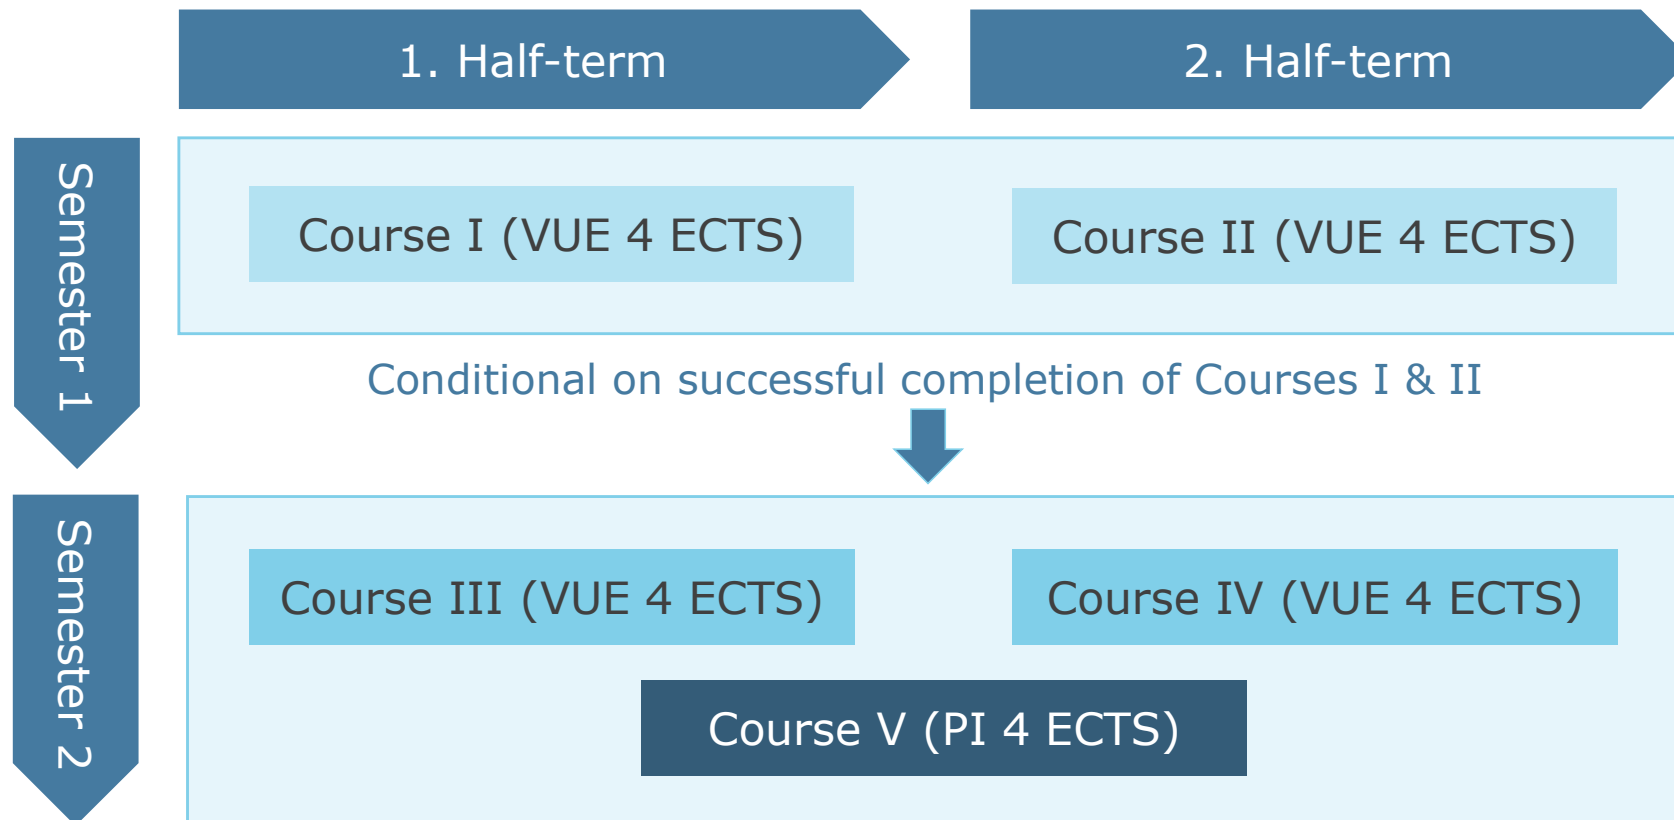 1. Half-term
2. Half-term
Semester 1
Course I (VUE 4 ECTS)
Course II (VUE 4 ECTS)
Conditional on successful completion of Courses I & II
Semester 2
Course III (VUE 4 ECTS)
Course IV (VUE 4 ECTS)
Course V (PI 4 ECTS)